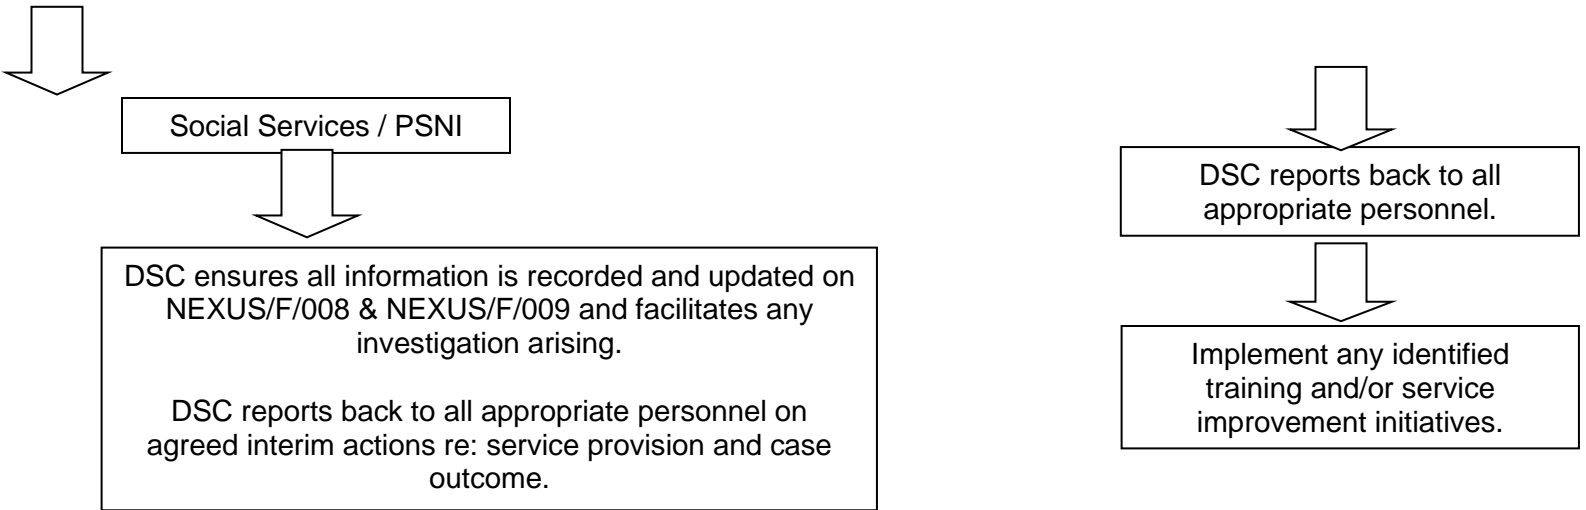 Social Services / PSNI
DSC ensures all information is recorded and updated on
NEXUS/F/008 & NEXUS/F/009 and facilitates any
investigation arising.
DSC reports back to all appropriate personnel on
agreed interim actions re: service provision and case
outcome.
DSC reports back to all
appropriate personnel.
Implement any identified
training and/or service
improvement initiatives.